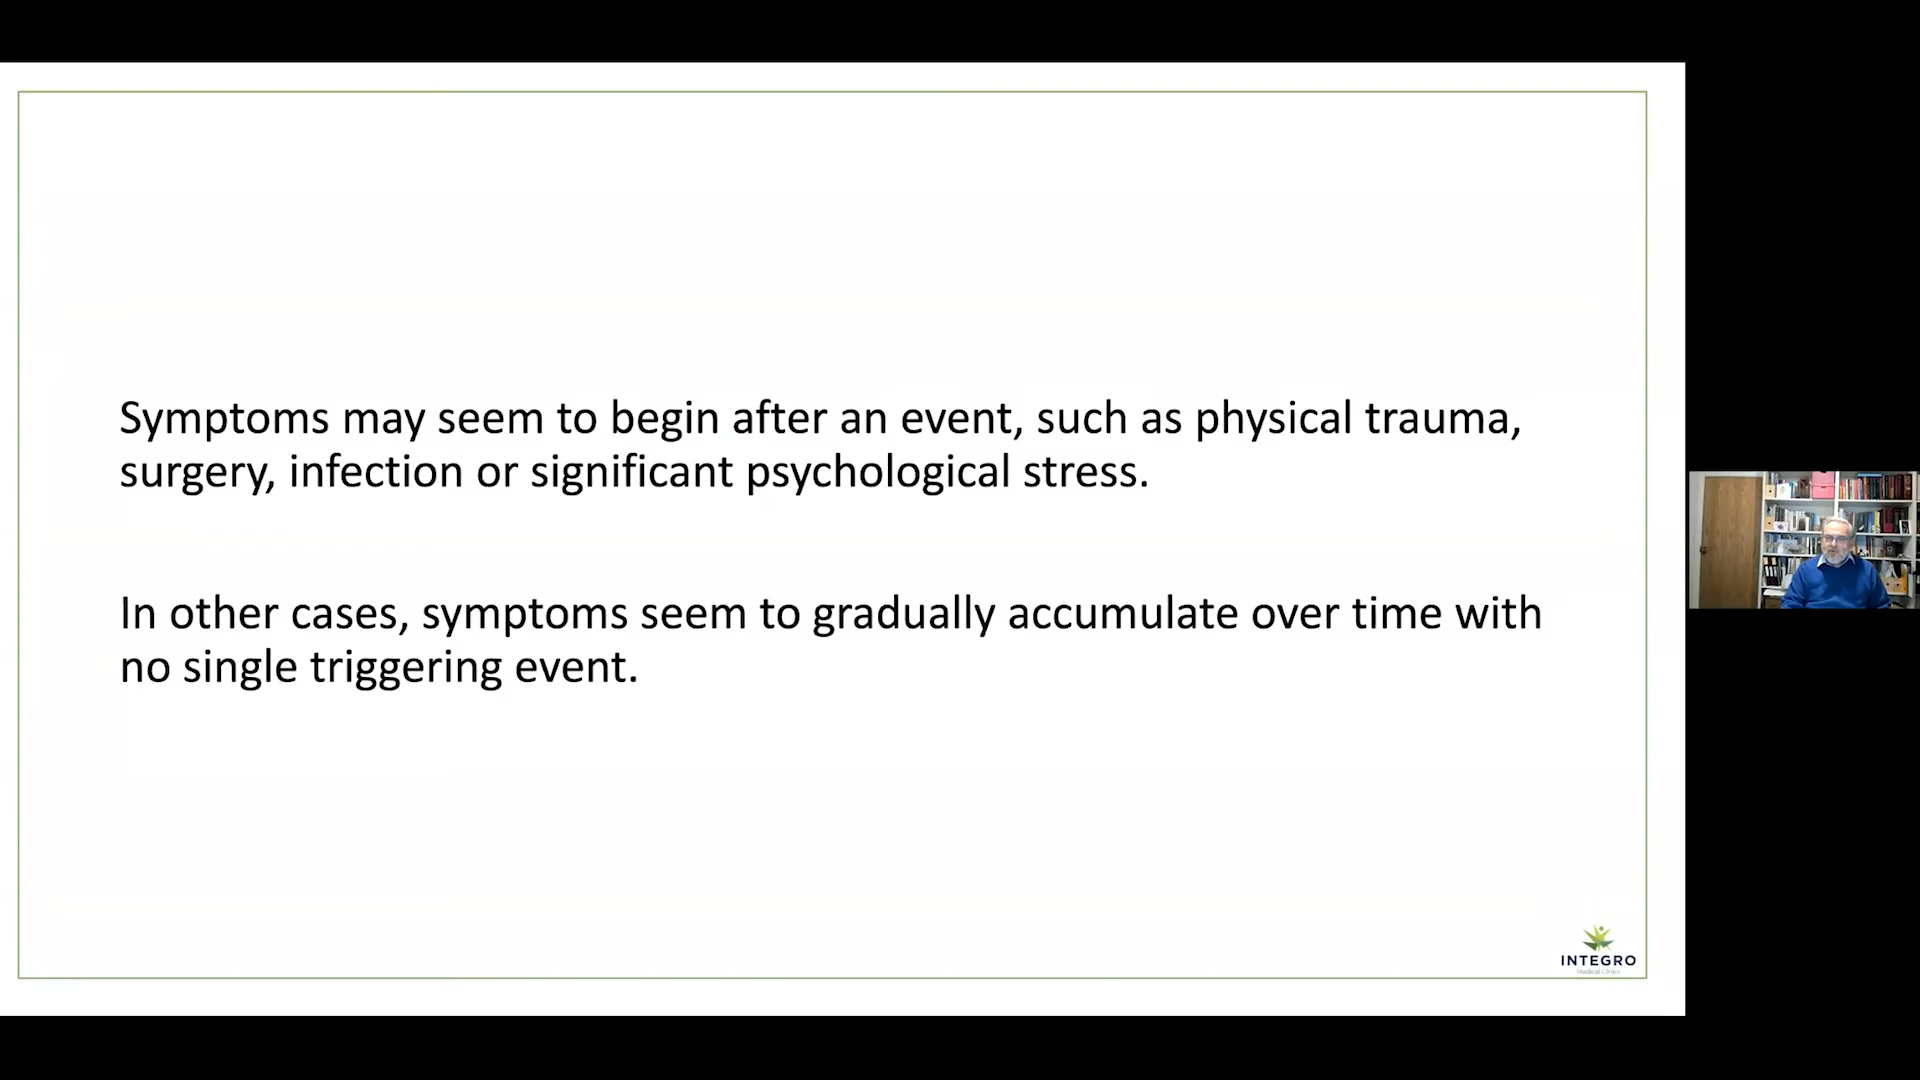 Symptoms may seem to begin after an event, such as physical trauma,
surgery, infection or significant psychological stress.
In other cases, symptoms seem to gradually accumulate over time with
no single triggering event.
INTEGRO
Medical Clinics